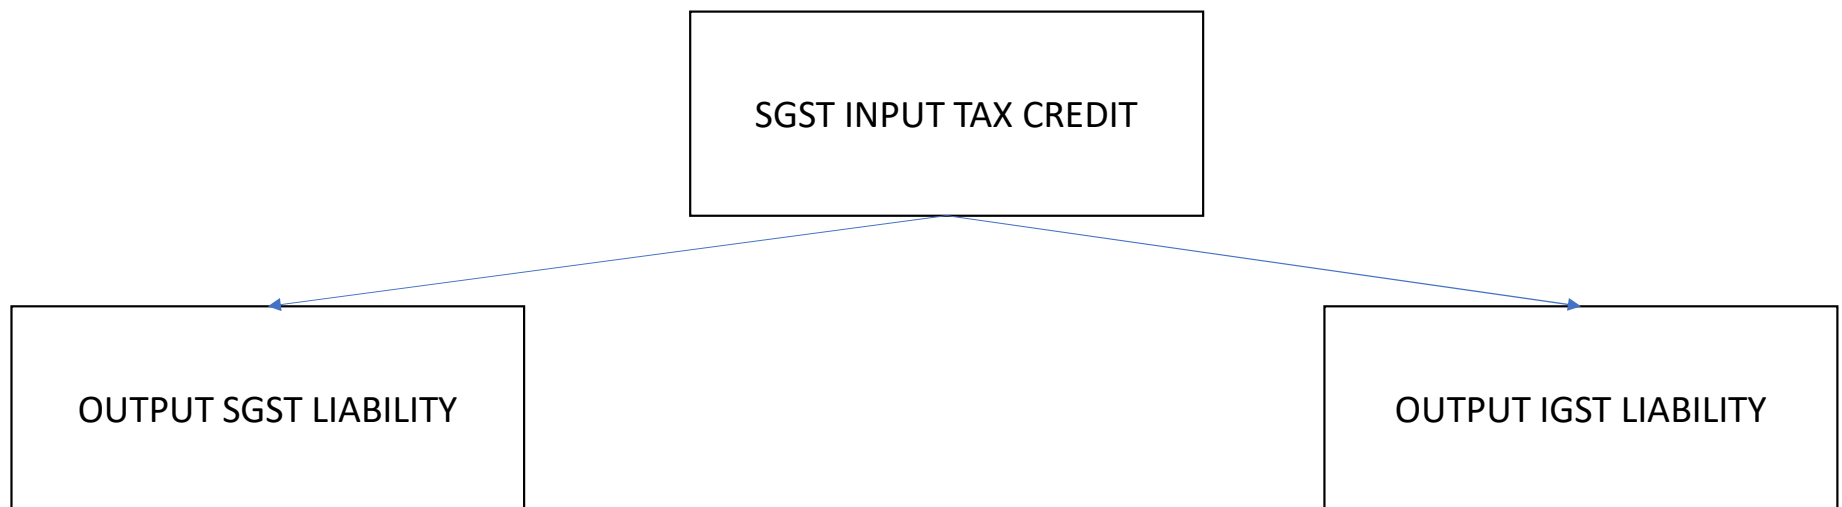 SGST INPUT TAX CREDIT
OUTPUT SGST LIABILITY
OUTPUT IGST LIABILITY